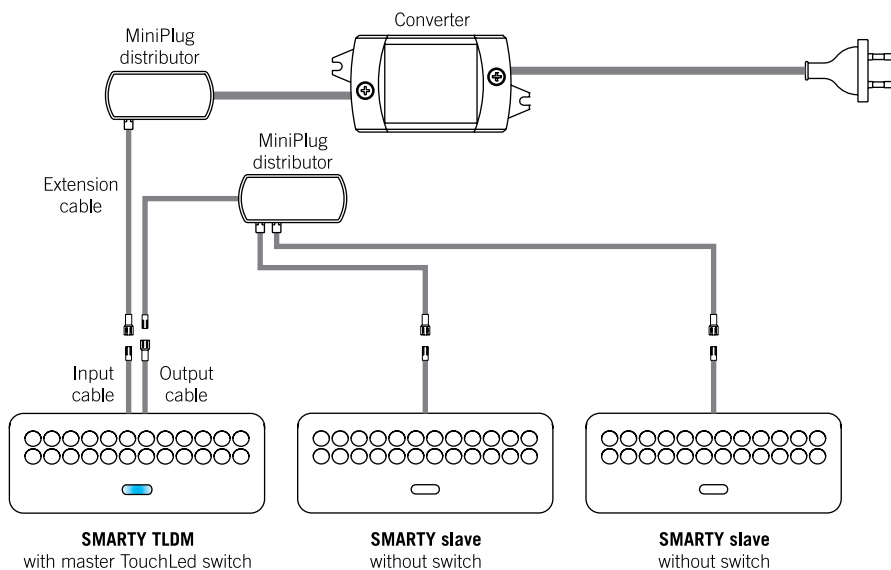 Converter
MiniPlug
distributor
MiniPlug
distributor
Extension
cable
Input
cable
Output
cable
SMARTY TLDM
with master TouchLed switch
SMARTY slave
without switch
SMARTY slave
without switch